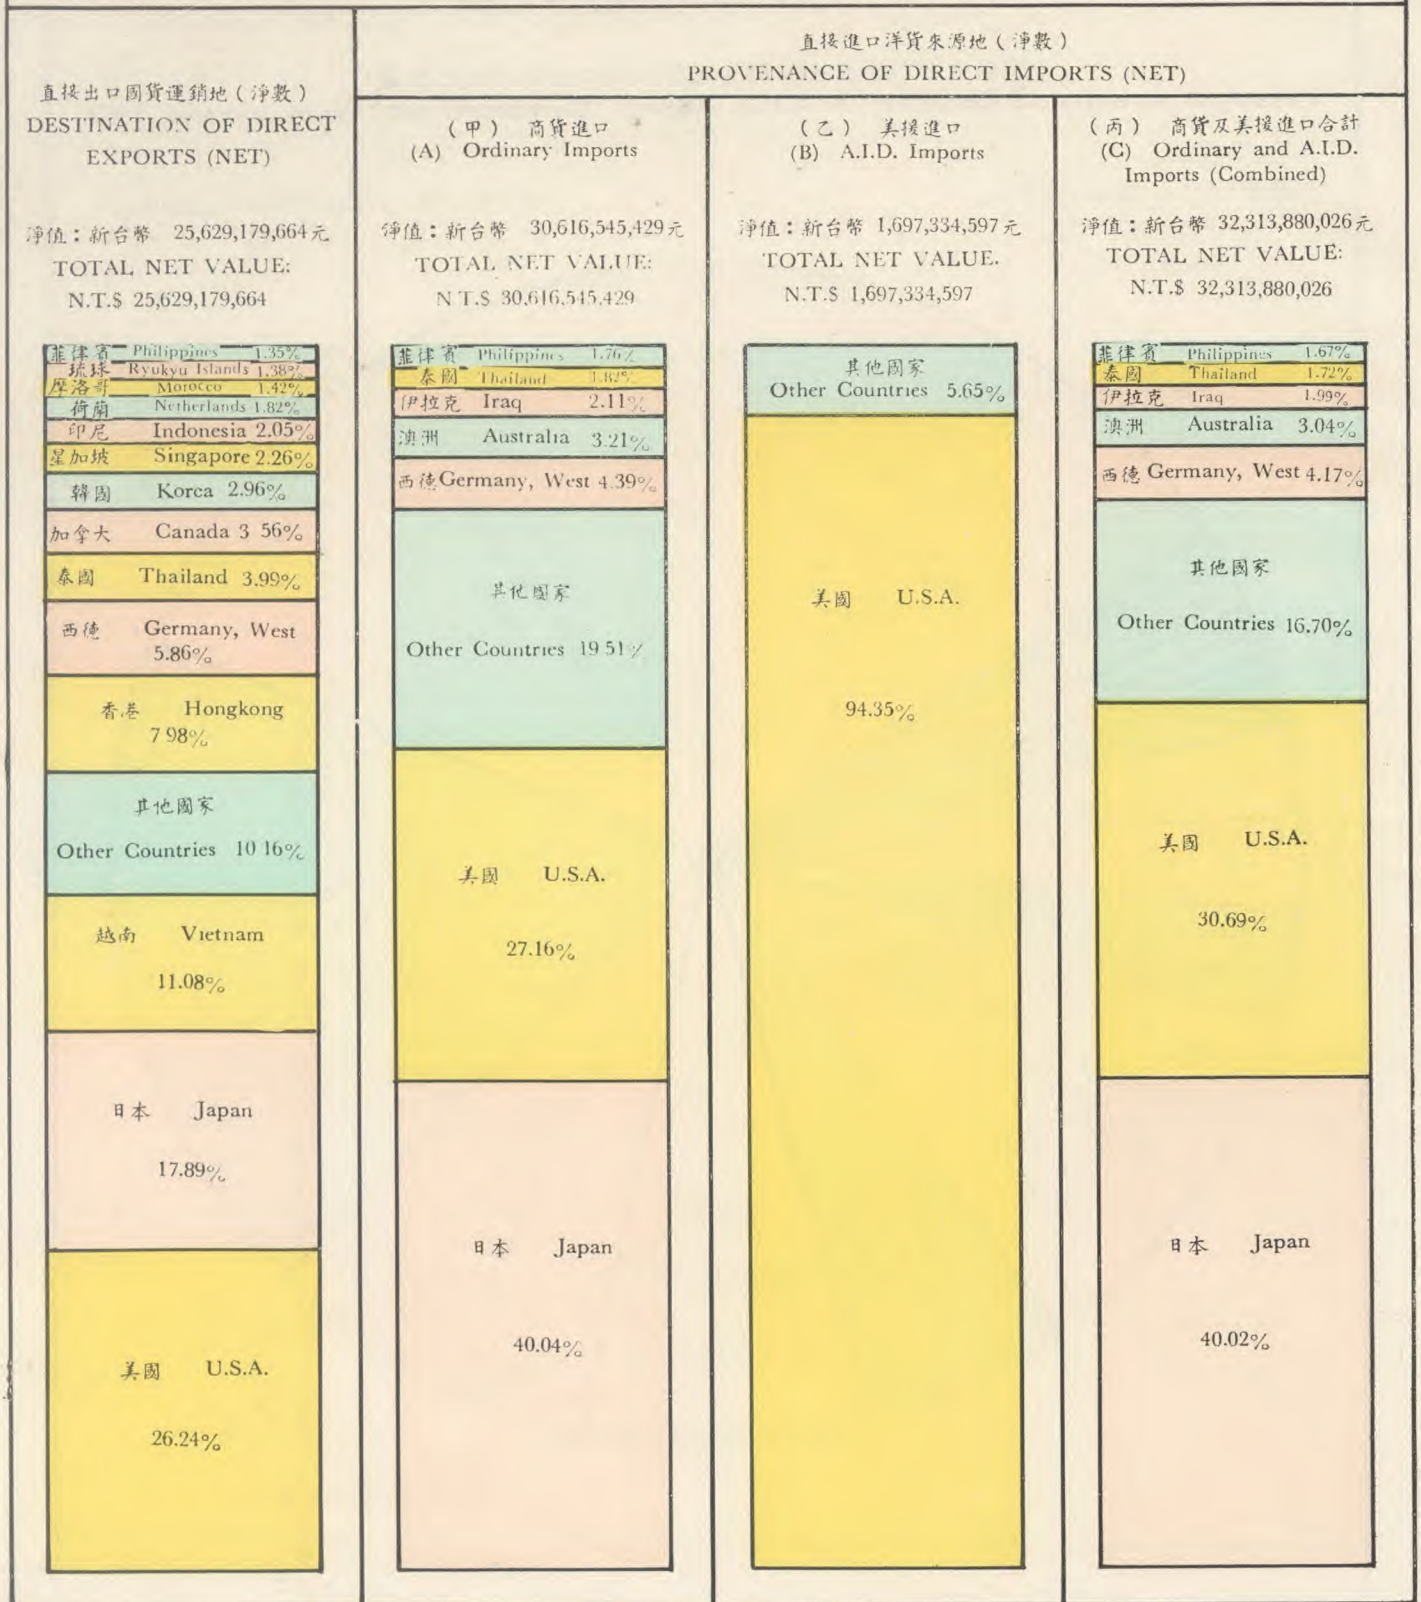 直接出口國貨運銷地（淨數）
DESTINATION OF DIRECT
EXPORTS (NET)
淨值：新台幣 25,629,179,664元
TOTAL NET VALUE:
N.T.$ 25,629,179,664
菲律賓 Philippines 1.35%
琉球 Ryukyu Islands 1.38%
摩洛哥 Morocco 1.42%
荷蘭 Netherlands 1.82%
印尼 Indonesia 2.05%
星加坡 Singapore 2.26%
韓國 Korea 2.96%
加拿大 Canada 3 56%
泰國 Thailand 3.99%
西德 Germany, West
5.86%
香港 Hongkong
7 98%
其他國家
Other Countries 10 16%
越南 Vietnam
11.08%
日本 Japan
17.89%
美國 U.S.A.
26.24%
直接進口洋貨來源地（淨數）
PROVENANCE OF DIRECT IMPORTS (NET)
（甲） 商貨進口
(A) Ordinary Imports
淨值：新台幣 30,616,545,429元
TOTAL NET VALUE:
N T.$ 30,616,545,429
菲律賓 Philippines 1.76%
泰國 Thailand 1.82%
伊拉克 Iraq 2.11%
澳洲 Australia 3.21%
西德 Germany, West 4.39%
其他國家
Other Countries 19 51%
美國 U.S.A.
27.16%
日本 Japan
40.04%
（乙） 美援進口
(B) A.I.D. Imports
淨值：新台幣 1,697,334,597元
TOTAL NET VALUE.
N.T.$ 1,697,334,597
其他國家
Other Countries 5.65%
美國 U.S.A.
94.35%
（丙） 商貨及美援進口合計
(C) Ordinary and A.I.D.
Imports (Combined)
淨值：新台幣 32,313,880,026元
TOTAL NET VALUE:
N.T.$ 32,313,880,026
菲律賓 Philippines 1.67%
泰國 Thailand 1.72%
伊拉克 Iraq 1.99%
澳洲 Australia 3.04%
西德 Germany, West 4.17%
其他國家
Other Countries 16.70%
美國 U.S.A.
30.69%
日本 Japan
40.02%